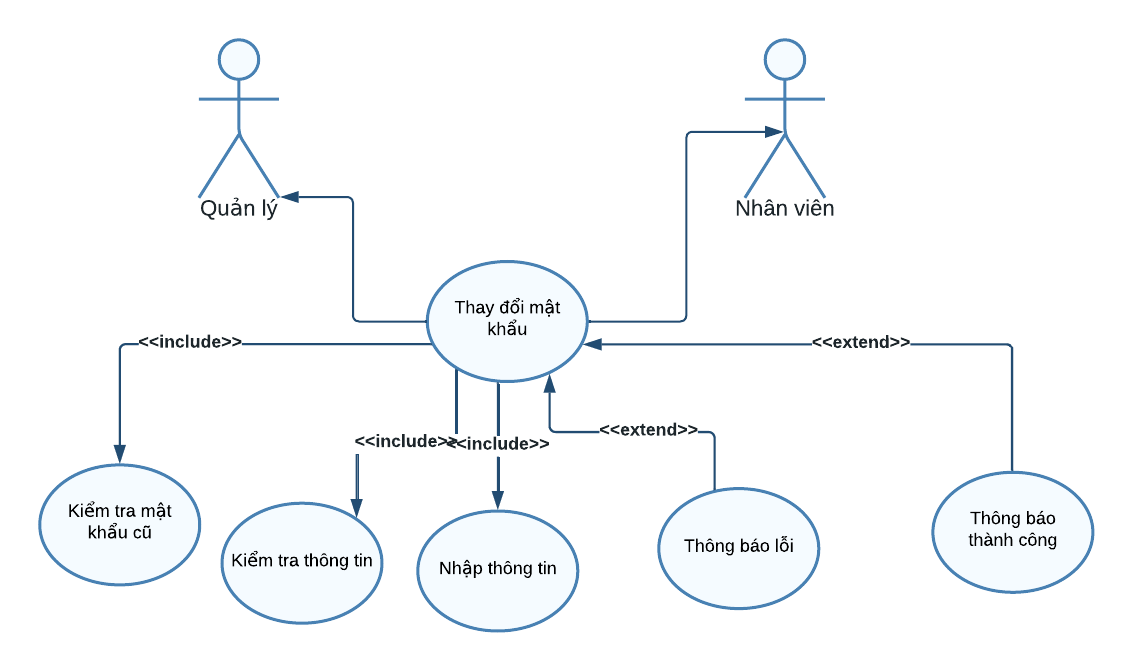 Quản lý
Nhân viên
Thay đổi mật
khẩu
<<include>>
<<extend>>
<<include>>
<<include>>
<<extend>>
Kiểm tra mật
khẩu cũ
Kiểm tra thông tin
Nhập thông tin
Thông báo lỗi
Thông báo
thành công